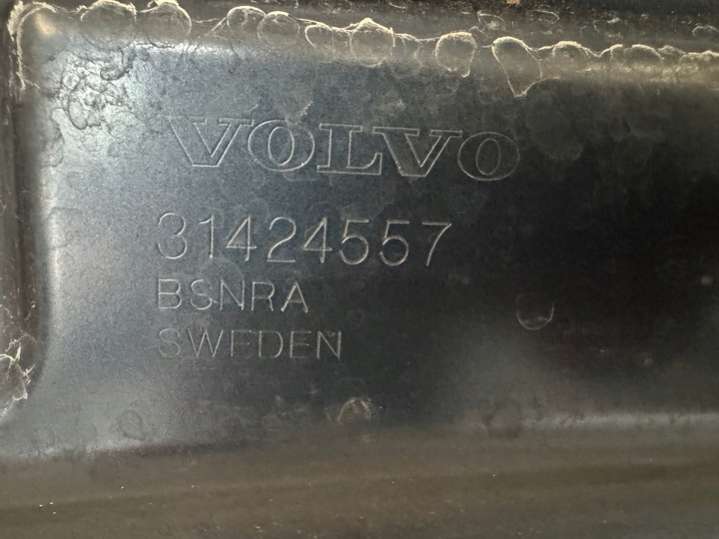 VOLVO
31424557
BSNRA
SWEDEN